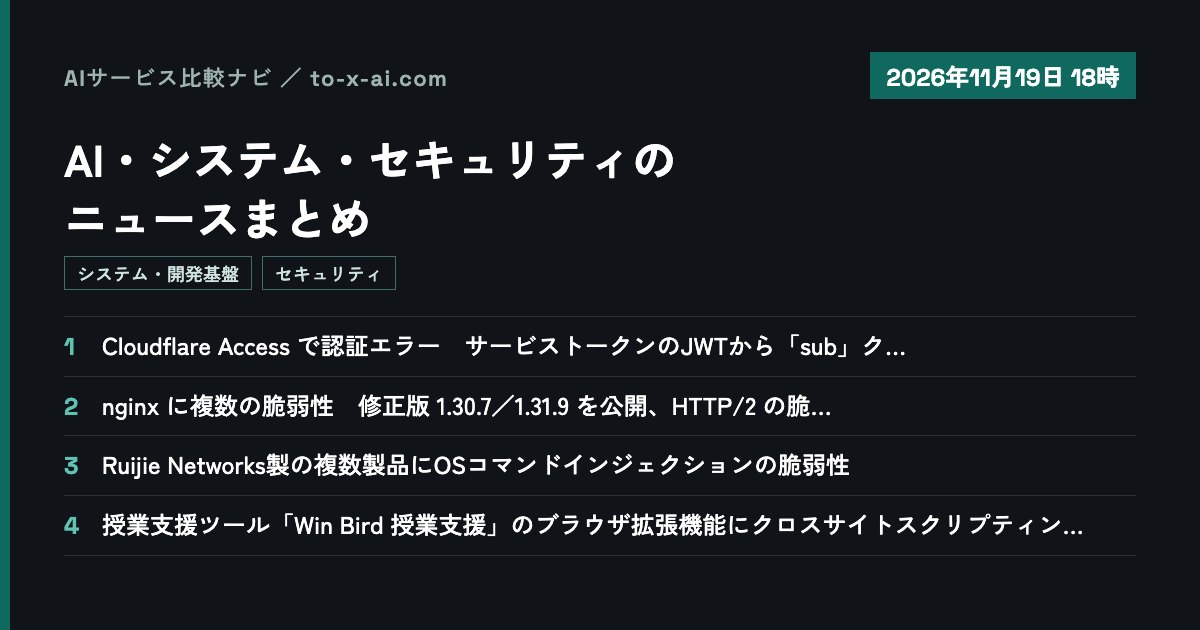 AIサービス比較ナビ ／ to-x-ai.com
2026年11月19日 18時
AI・システム・セキュリティの
ニュースまとめ
システム・開発基盤
セキュリティ
1 Cloudflare Access で認証エラー　サービストークンのJWTから「sub」ク…
2 nginx に複数の脆弱性　修正版 1.30.7／1.31.9 を公開、HTTP/2 の脆…
3 Ruijie Networks製の複数製品にOSコマンドインジェクションの脆弱性
4 授業支援ツール「Win Bird 授業支援」のブラウザ拡張機能にクロスサイトスクリプティン…